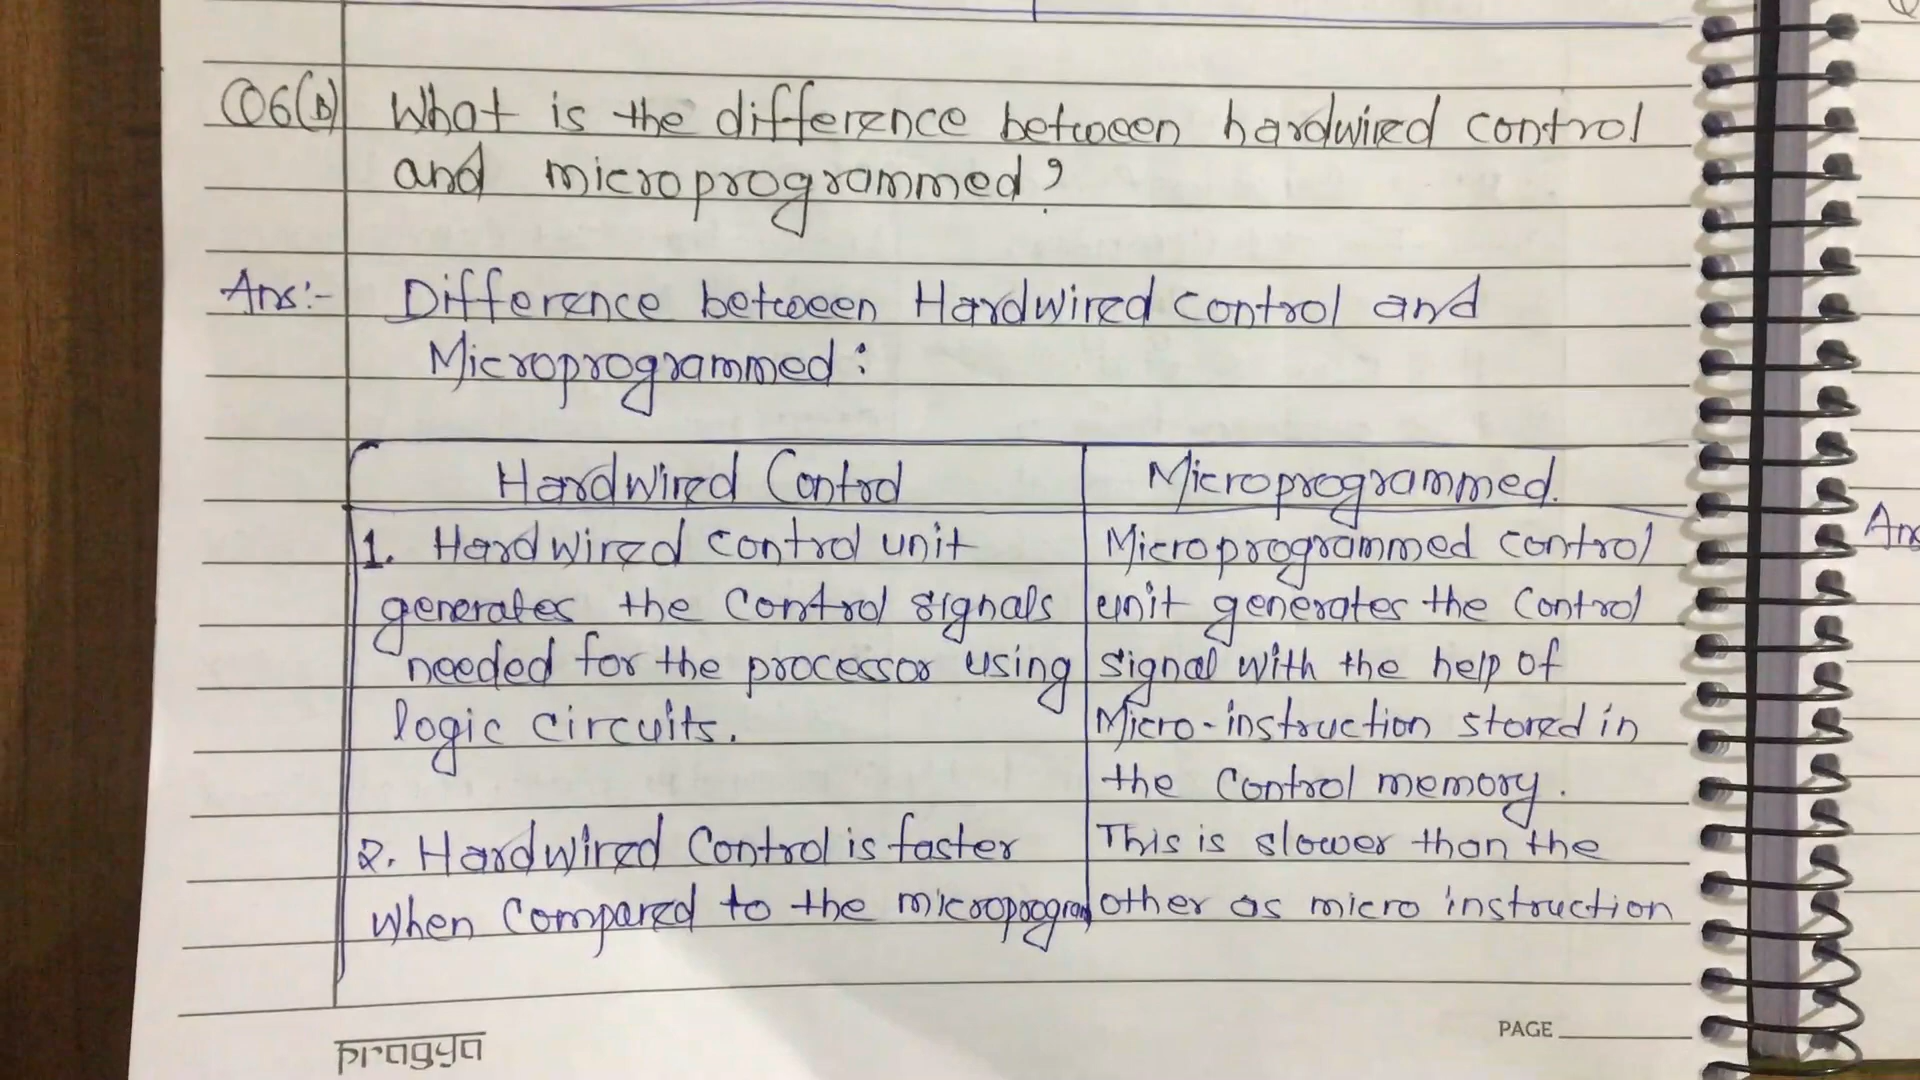 Q6(B) What is the difference between hardwired control
and microprogrammed?
Ans:- Difference between Hardwired control and
Microprogrammed:
Hardwired Control
1. Hardwired control unit
generates the control signals
needed for the processor using
logic circuits.
2. Hardwired Control is faster
when compared to the microprogram
Microprogrammed.
Microprogrammed control
unit generates the control
signal with the help of
Micro-instruction stored in
the control memory.
This is slower than the
other as micro instruction
PAGE
pragya
Ans